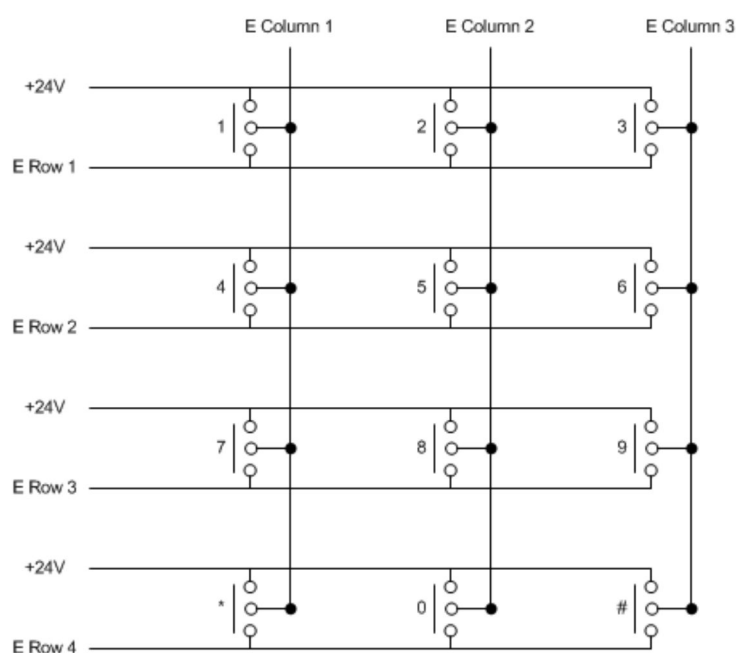 E Column 1 E Column 2 E Column 3
+24V
1 2 3
E Row 1
+24V
4 5 6
E Row 2
+24V
7 8 9
E Row 3
+24V
* 0 #
E Row 4